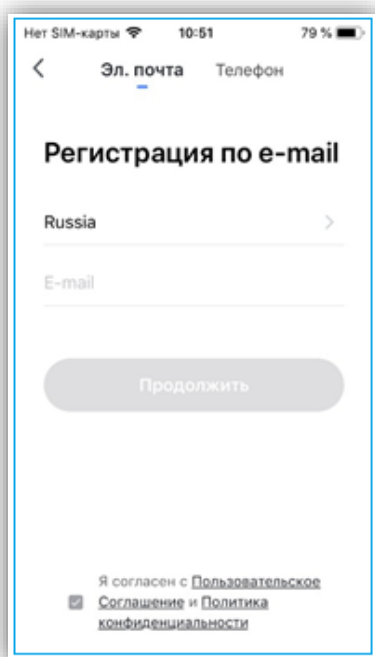 Нет SIM-карты 10:51 79 %
Эл. почта Телефон
Регистрация по e-mail
Russia
E-mail
Продолжить
Я согласен с Пользовательское
Соглашение и Политика
конфиденциальности